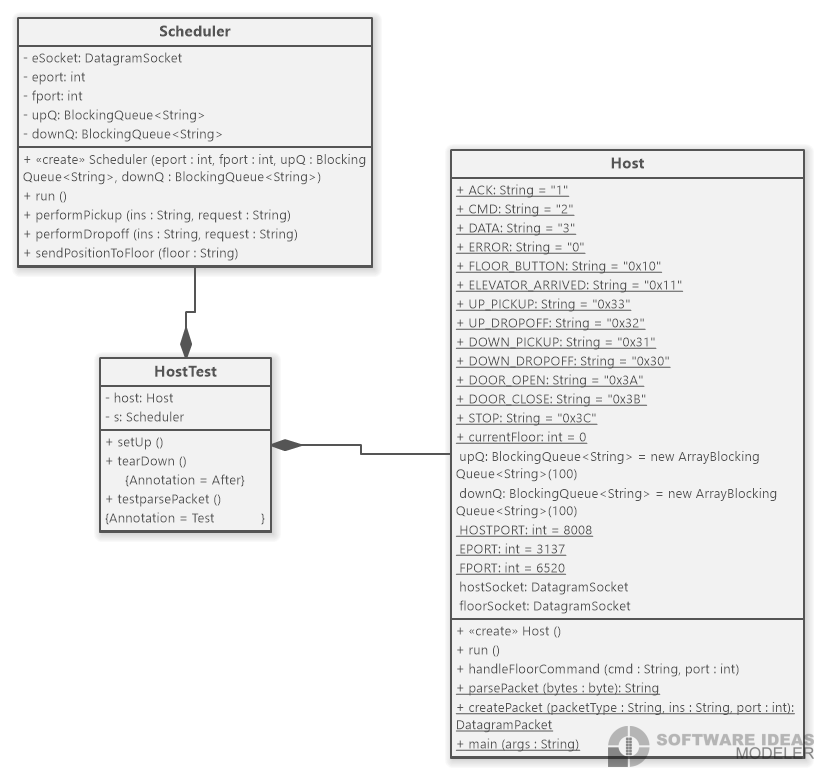 Scheduler
- eSocket: DatagramSocket
- eport: int
- fport: int
- upQ: BlockingQueue<String>
- downQ: BlockingQueue<String>
+ «create» Scheduler (eport : int, fport : int, upQ : Blocking
Queue<String>, downQ : BlockingQueue<String>)
+ run ()
+ performPickup (ins : String, request : String)
+ performDropoff (ins : String, request : String)
+ sendPositionToFloor (floor : String)
HostTest
- host: Host
- s: Scheduler
+ setUp ()
+ tearDown ()
{Annotation = After}
+ testparsePacket ()
{Annotation = Test }
Host
+ ACK: String = "1"
+ CMD: String = "2"
+ DATA: String = "3"
+ ERROR: String = "0"
+ FLOOR_BUTTON: String = "0x10"
+ ELEVATOR_ARRIVED: String = "0x11"
+ UP_PICKUP: String = "0x33"
+ UP_DROPOFF: String = "0x32"
+ DOWN_PICKUP: String = "0x31"
+ DOWN_DROPOFF: String = "0x30"
+ DOOR_OPEN: String = "0x3A"
+ DOOR_CLOSE: String = "0x3B"
+ STOP: String = "0x3C"
+ currentFloor: int = 0
upQ: BlockingQueue<String> = new ArrayBlocking
Queue<String>(100)
downQ: BlockingQueue<String> = new ArrayBlocking
Queue<String>(100)
HOSTPORT: int = 8008
EPORT: int = 3137
FPORT: int = 6520
hostSocket: DatagramSocket
floorSocket: DatagramSocket
+ «create» Host ()
+ run ()
+ handleFloorCommand (cmd : String, port : int)
+ parsePacket (bytes : byte): String
+ createPacket (packetType : String, ins : String, port : int):
DatagramPacket
+ main (args : String)
SOFTWARE IDEAS
MODELER